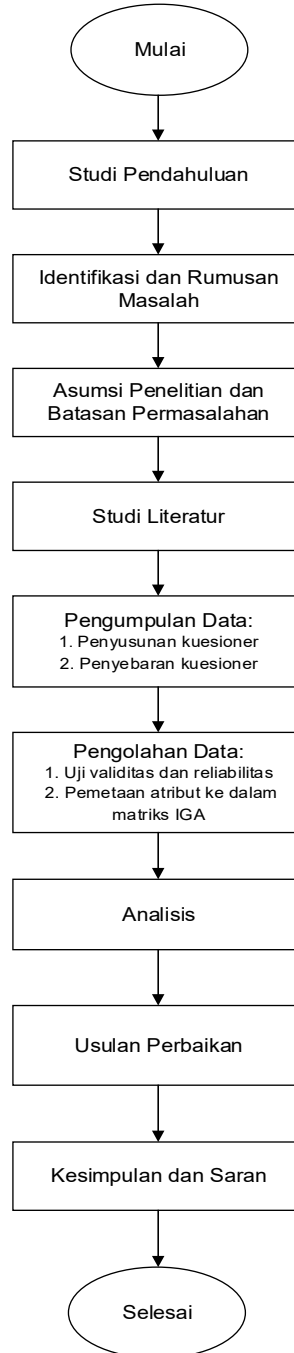 Mulai
Studi Pendahuluan
Identifikasi dan Rumusan
Masalah
Asumsi Penelitian dan
Batasan Permasalahan
Studi Literatur
Pengumpulan Data:
1. Penyusunan kuesioner
2. Penyebaran kuesioner
Pengolahan Data:
1. Uji validitas dan reliabilitas
2. Pemetaan atribut ke dalam
matriks IGA
Analisis
Usulan Perbaikan
Kesimpulan dan Saran
Selesai